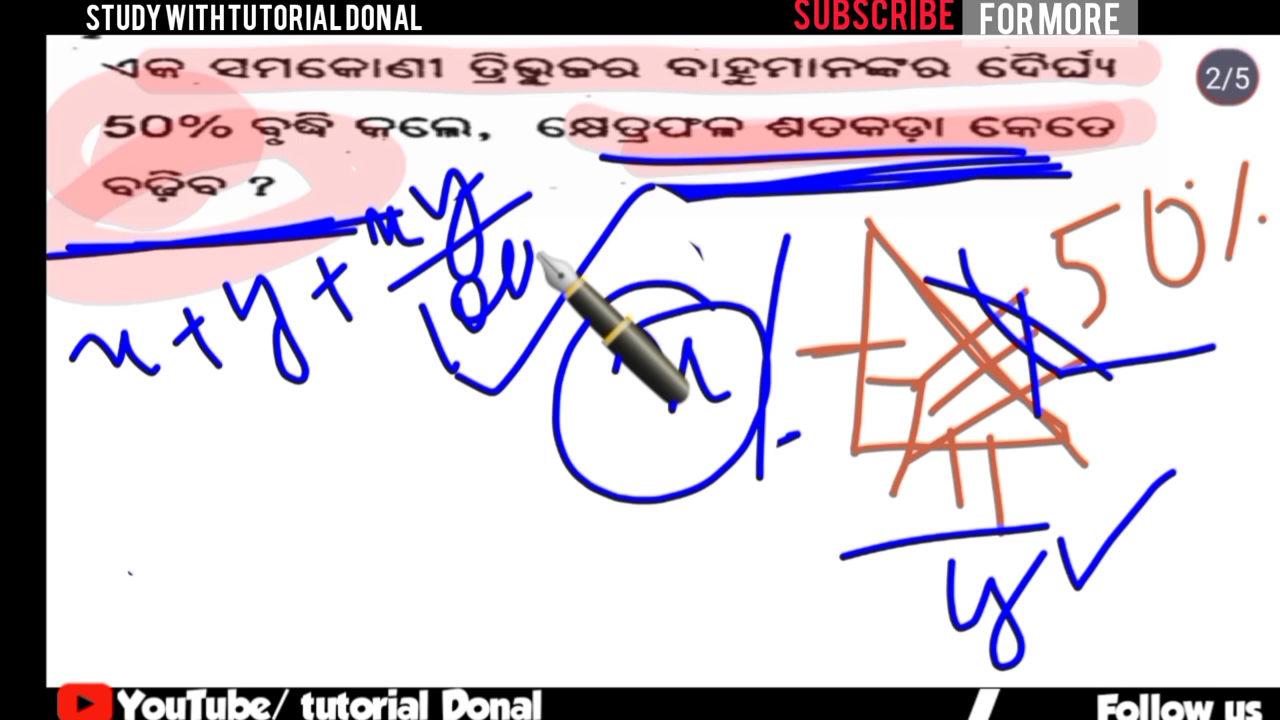 STUDY WITH TUTORIAL DONAL
SUBSCRIBE FOR MORE
ଏକ ସମକୋଣୀ ତ୍ରିଭୁଜର ବାହୁମାନଙ୍କର ଦୈର୍ଘ୍ୟ
50% ବୃଦ୍ଧି କଲେ, କ୍ଷେତ୍ରଫଳ ଶତକଡ଼ା କେତେ
ବଢ଼ିବ ?
2/5
50%
x + y + xy
y
YouTube/ tutorial Donal
/ Follow us